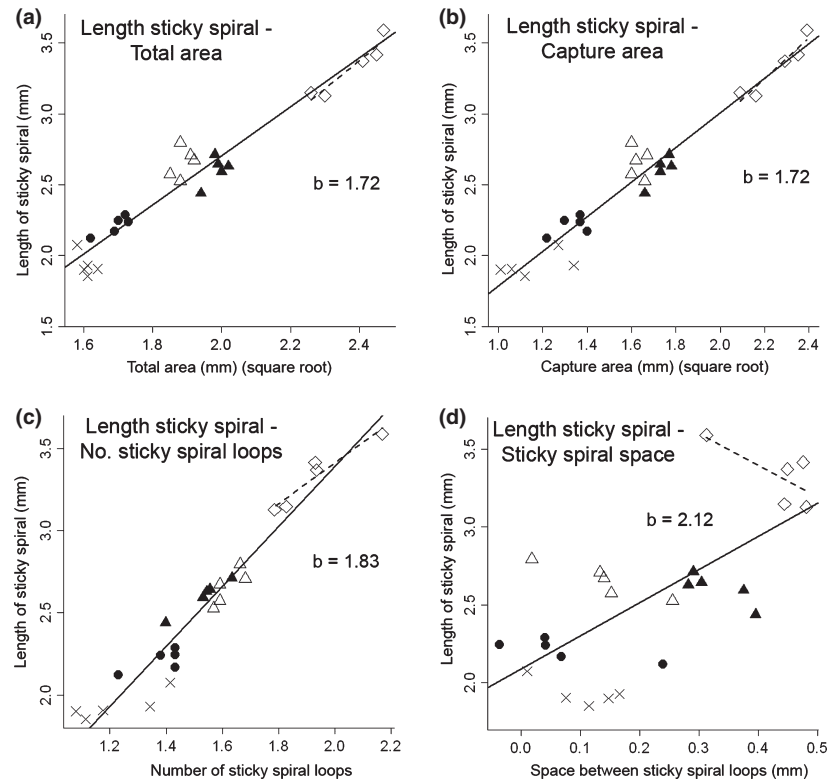 (a)
Length sticky spiral -
Total area
Length of sticky spiral (mm)
3.5
3.0
2.5
2.0
1.5
b = 1.72
1.6 1.8 2.0 2.2 2.4
Total area (mm) (square root)
(b)
Length sticky spiral -
Capture area
Length of sticky spiral (mm)
3.5
3.0
2.5
2.0
1.5
b = 1.72
1.0 1.2 1.4 1.6 1.8 2.0 2.2 2.4
Capture area (mm) (square root)
(c)
Length sticky spiral -
No. sticky spiral loops
Length of sticky spiral (mm)
3.5
3.0
2.5
2.0
b = 1.83
1.2 1.4 1.6 1.8 2.0 2.2
Number of sticky spiral loops
(d)
Length sticky spiral -
Sticky spiral space
Length of sticky spiral (mm)
3.5
3.0
2.5
2.0
b = 2.12
0.0 0.1 0.2 0.3 0.4 0.5
Space between sticky spiral loops (mm)